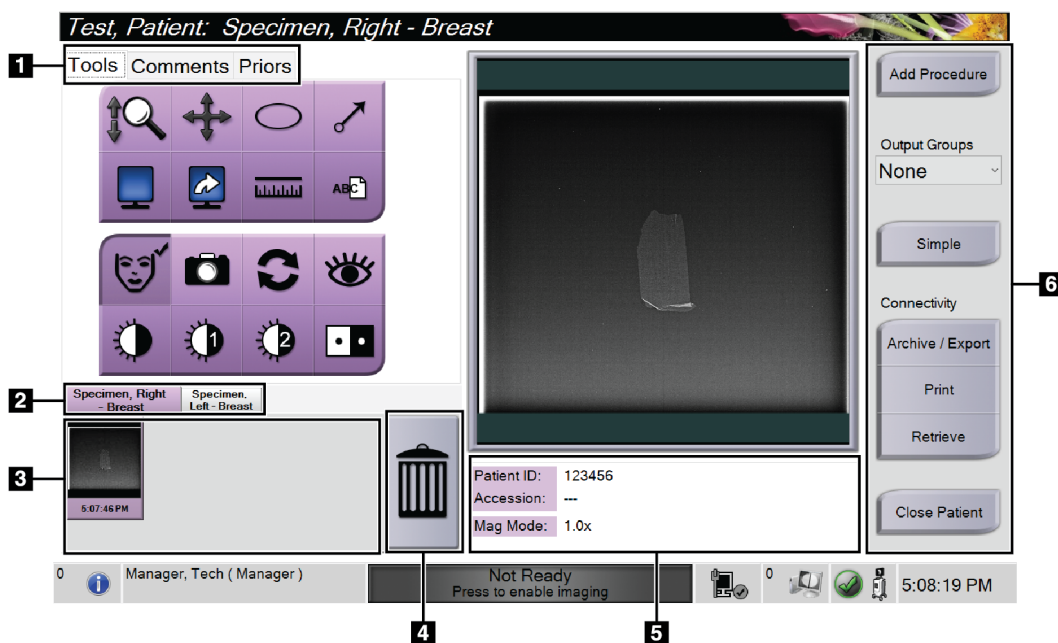 Test, Patient: Specimen, Right - Breast
1
Tools Comments Priors
ABC
1
2
2
Specimen, Right
- Breast
Specimen,
Left - Breast
3
5:07:46 PM
4
Patient ID: 123456
Accession: ---
Mag Mode: 1.0x
5
Add Procedure
Output Groups
None
Simple
Connectivity
Archive / Export
Print
Retrieve
Close Patient
6
0
Manager, Tech ( Manager )
Not Ready
Press to enable imaging
0
5:08:19 PM